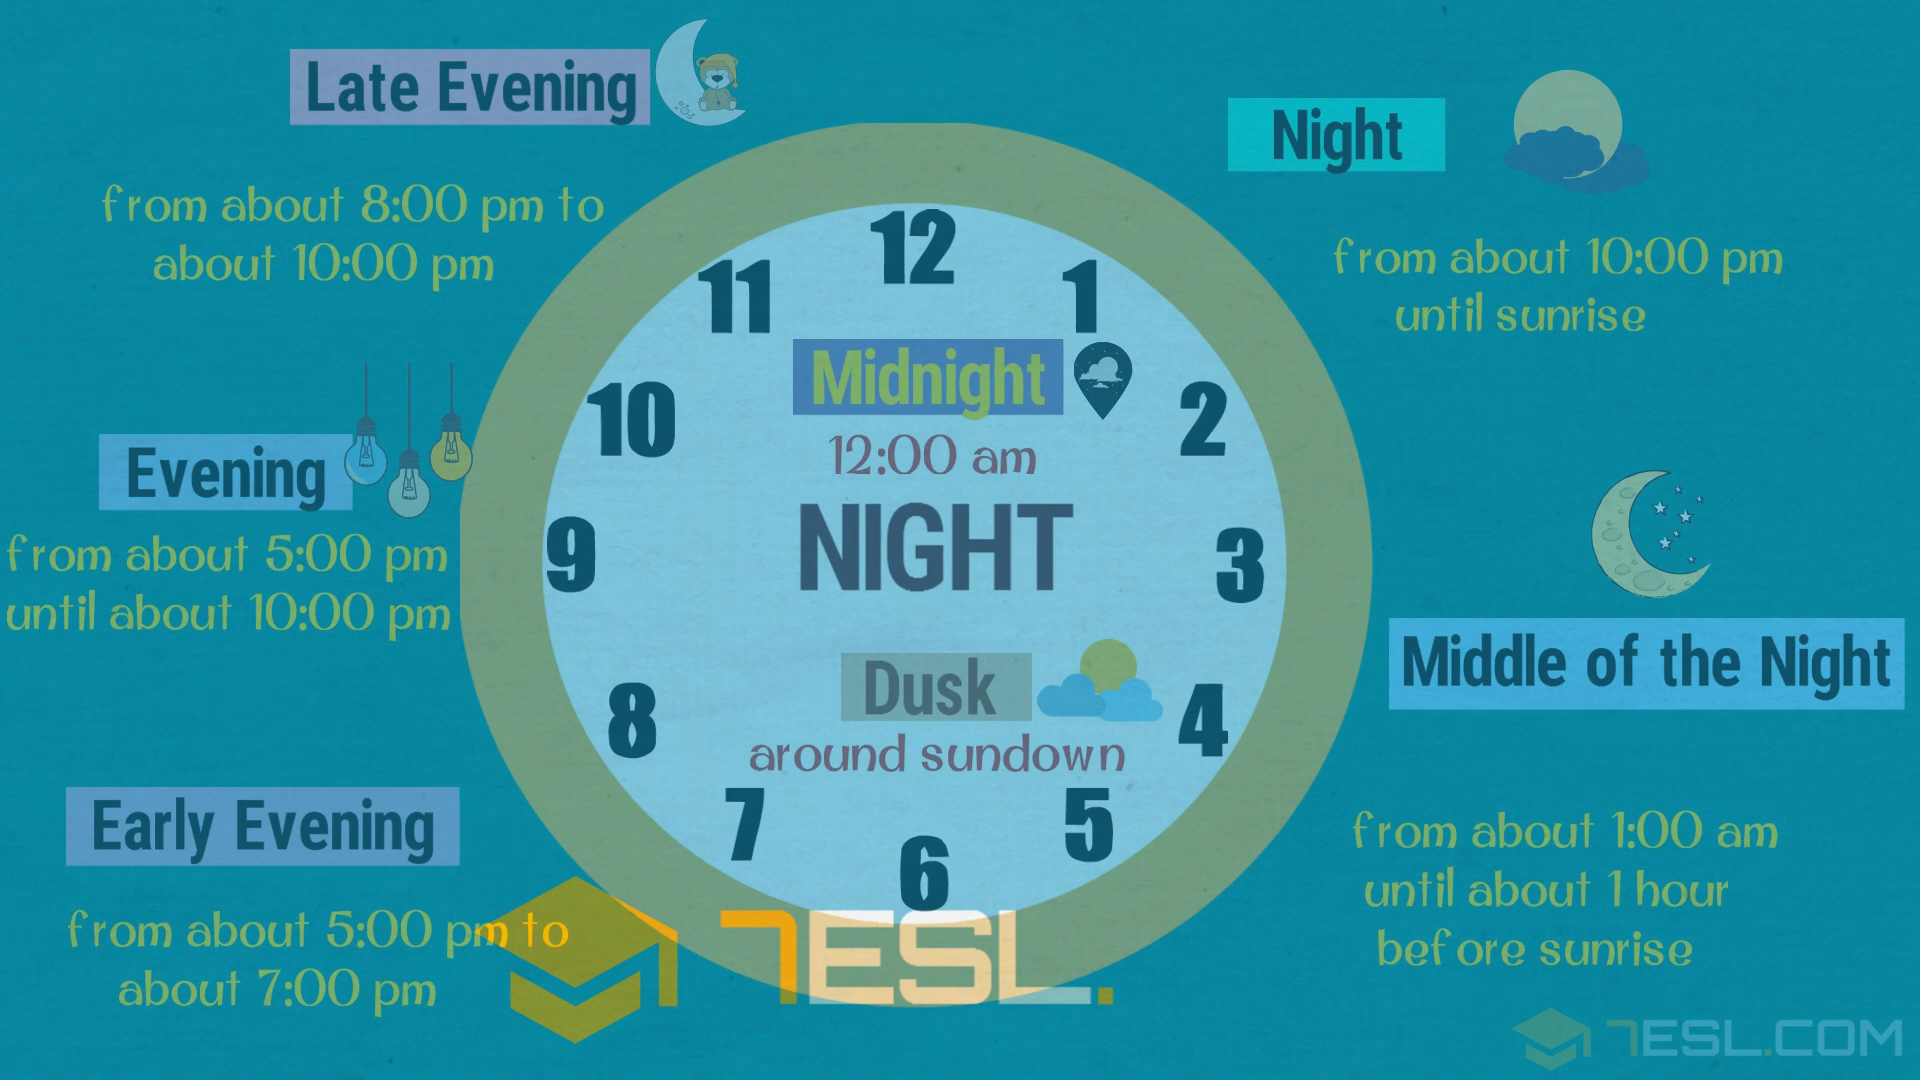 Late Evening
from about 8:00 pm to
about 10:00 pm
Evening
from about 5:00 pm
until about 10:00 pm
Early Evening
from about 5:00 pm to
about 7:00 pm
12
11
1
10
2
9
3
8
4
7
5
6
Midnight
12:00 am
NIGHT
Dusk
around sundown
7ESL.
Night
from about 10:00 pm
until sunrise
Middle of the Night
from about 1:00 am
until about 1 hour
before sunrise
7ESL.COM